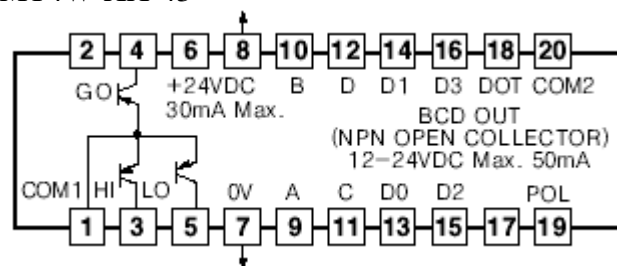 2 4 6 8 10 12 14 16 18 20
GO +24VDC B D D1 D3 DOT COM2
30mA Max. BCD OUT
(NPN OPEN COLLECTOR)
12-24VDC Max. 50mA
COM1 HI LO 0V A C D0 D2 POL
1 3 5 7 9 11 13 15 17 19